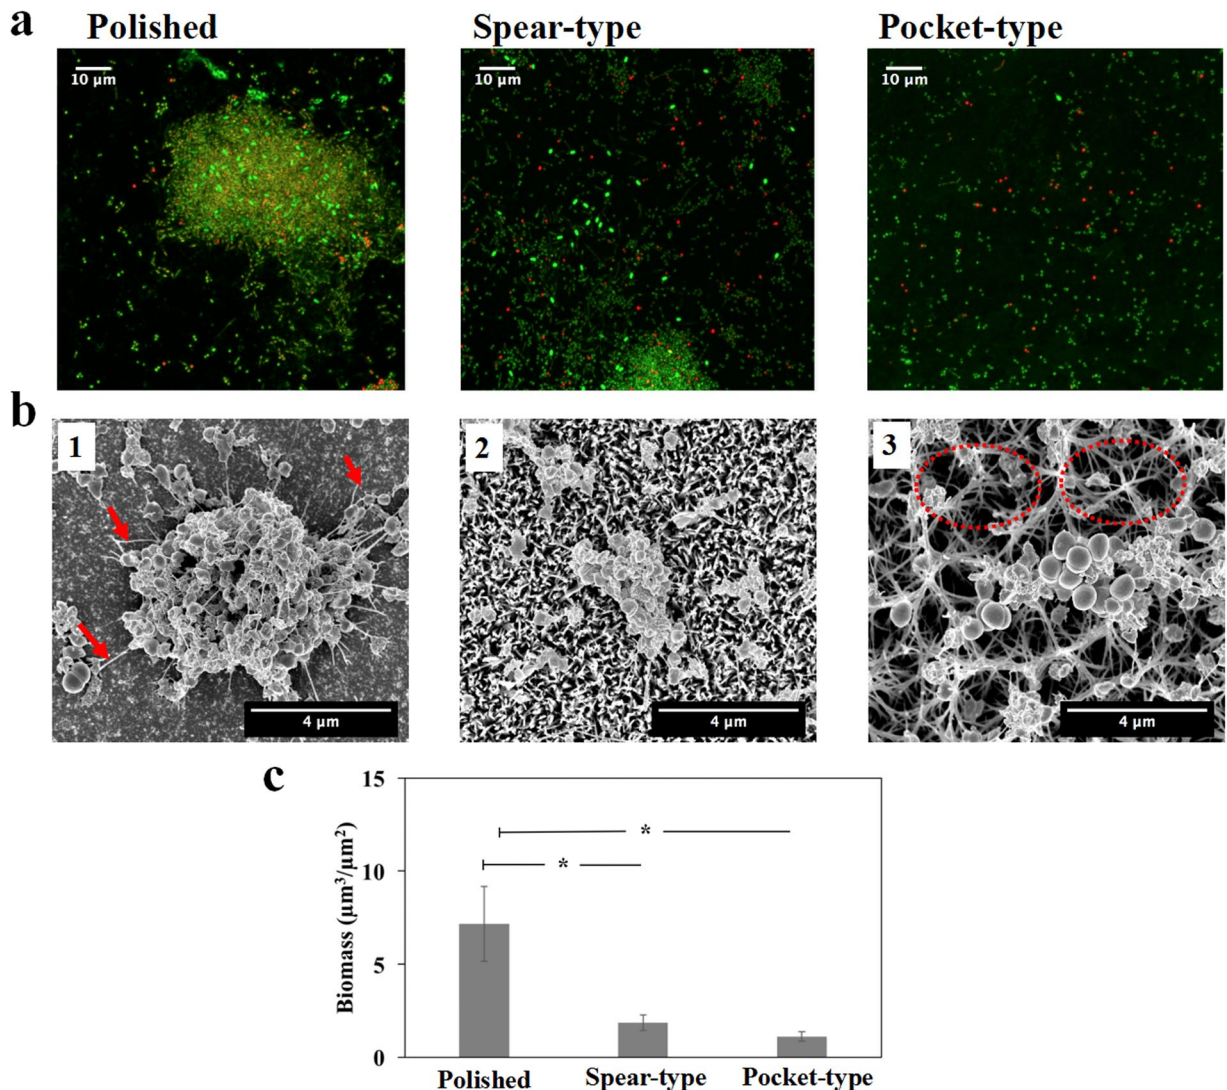 a
Polished
Spear-type
Pocket-type
10 µm
10 µm
10 µm
b
1
2
3
4 µm
4 µm
4 µm
c
Biomass (µm³/µm²)
15
10
5
0
*
*
Polished
Spear-type
Pocket-type